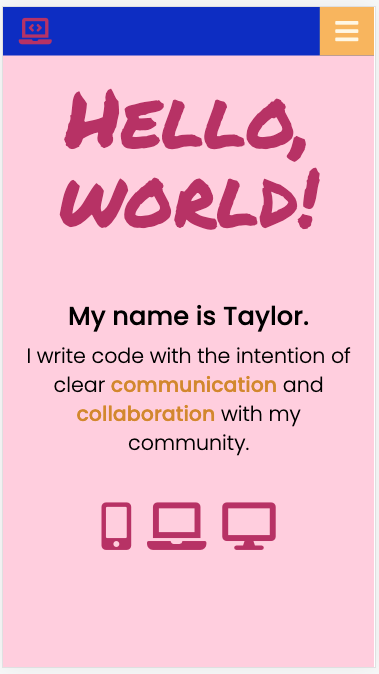 Hello,
world!
My name is Taylor.
I write code with the intention of
clear communication and
collaboration with my
community.